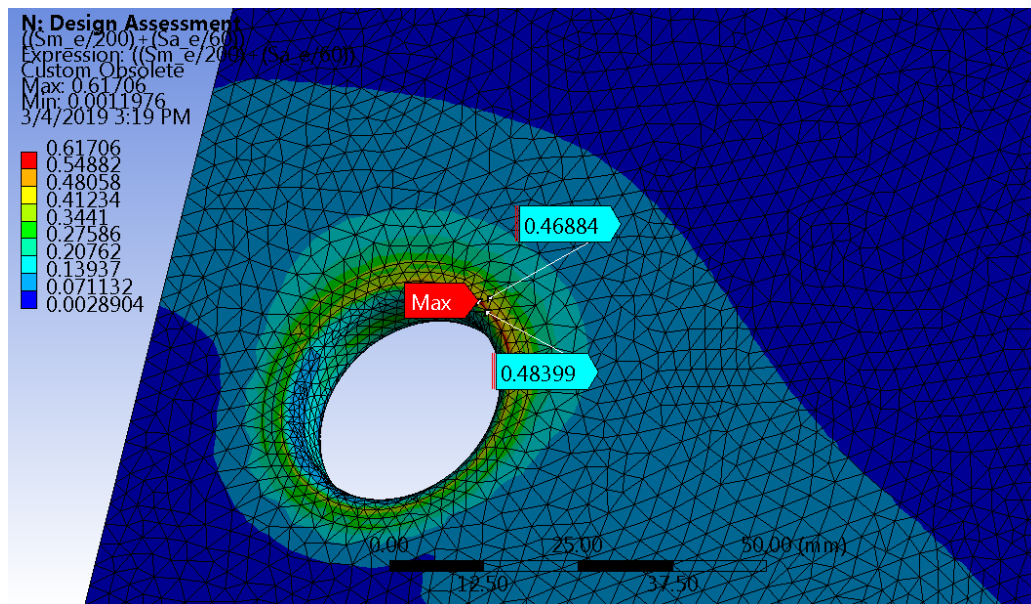 N: Design Assessment
((Sm_e/200)+(Sa_e/60))
Expression: ((Sm_e/200)+(Sa_e/60))
Custom Obsolete
Max: 0.61706
Min: 0.0011976
3/4/2019 3:19 PM
0.61706
0.54882
0.48058
0.41234
0.3441
0.27586
0.20762
0.13937
0.071132
0.0028904
0.46884
Max
0.48399
0.00
25.00
50.00 (mm)
12.50
37.50